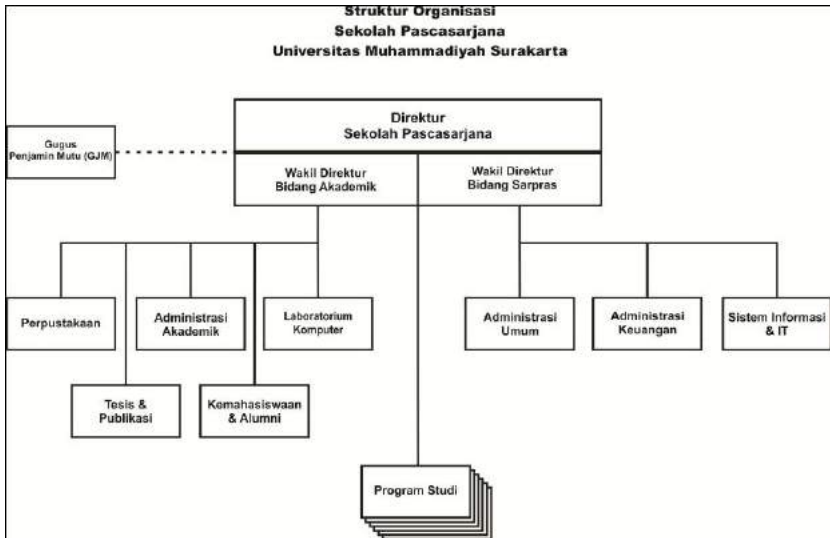 Struktur Organisasi
Sekolah Pascasarjana
Universitas Muhammadiyah Surakarta
Direktur
Sekolah Pascasarjana
Gugus
Penjamin Mutu (GJM)
Wakil Direktur
Bidang Akademik
Wakil Direktur
Bidang Sarpras
Perpustakaan
Administrasi
Akademik
Laboratorium
Komputer
Administrasi
Umum
Administrasi
Keuangan
Sistem Informasi
& IT
Tesis &
Publikasi
Kemahasiswaan
& Alumni
Program Studi